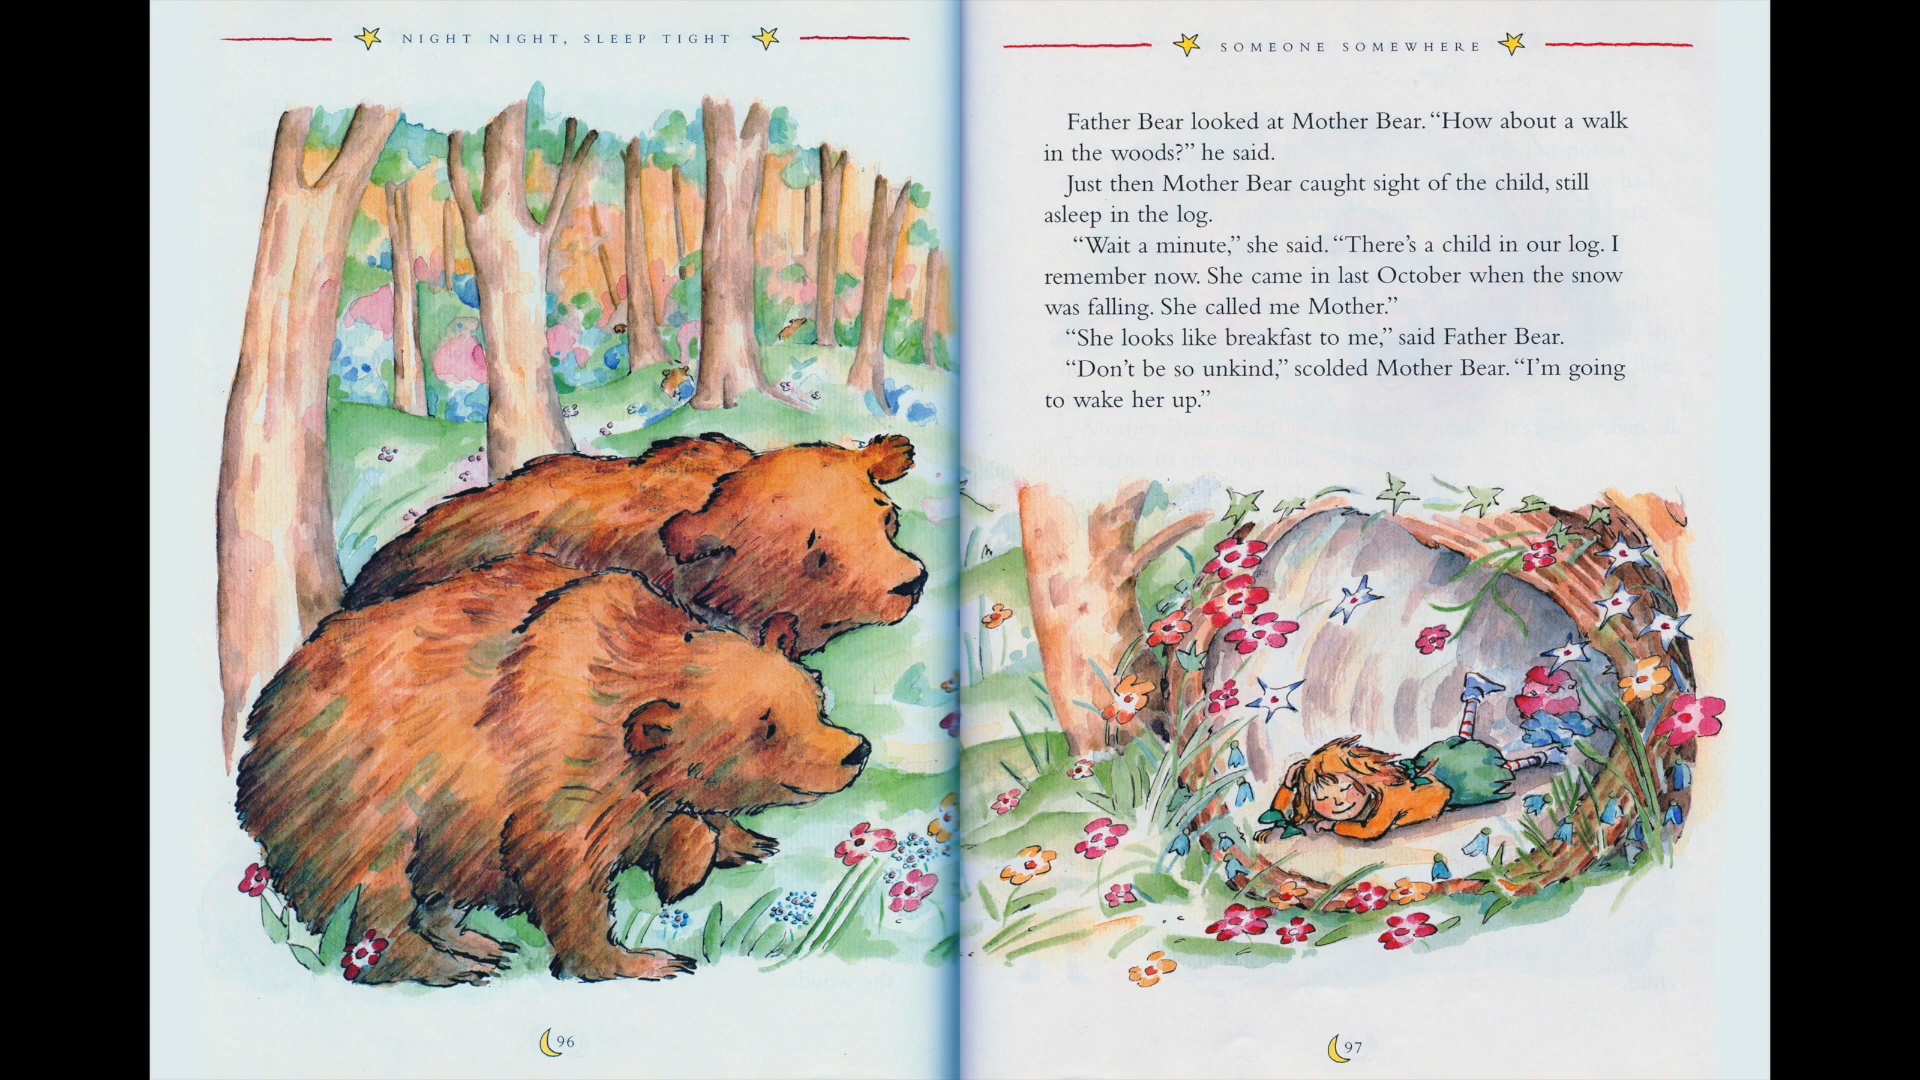 NIGHT NIGHT, SLEEP TIGHT
96
SOMEONE SOMEWHERE
Father Bear looked at Mother Bear. “How about a walk
in the woods?” he said.
Just then Mother Bear caught sight of the child, still
asleep in the log.
“Wait a minute,” she said. “There’s a child in our log. I
remember now. She came in last October when the snow
was falling. She called me Mother.”
“She looks like breakfast to me,” said Father Bear.
“Don’t be so unkind,” scolded Mother Bear. “I’m going
to wake her up.”
97